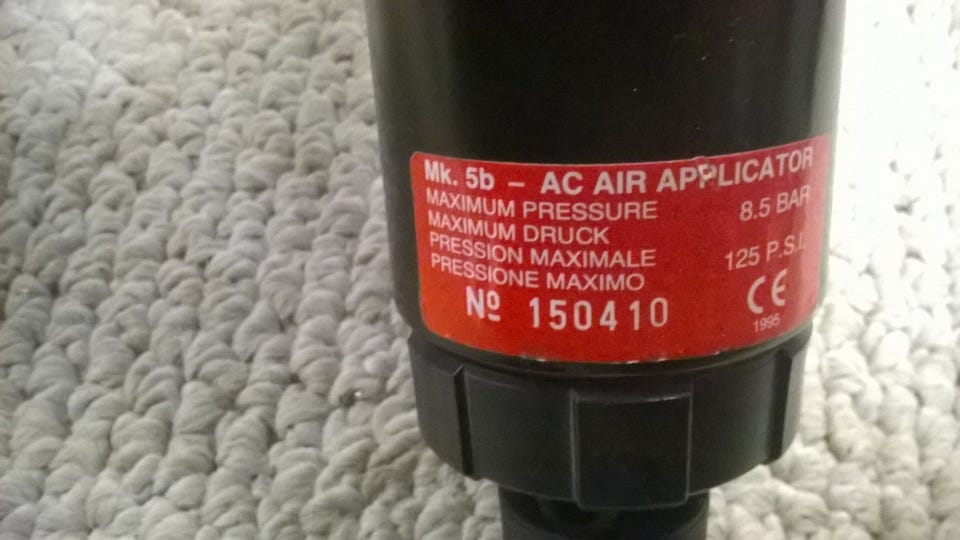 Mk. 5b – AC AIR APPLICATOR
MAXIMUM PRESSURE 8.5 BAR
MAXIMUM DRUCK
PRESSION MAXIMALE 125 P.S.I.
PRESSIONE MAXIMO
Nº 150410 CE
1995